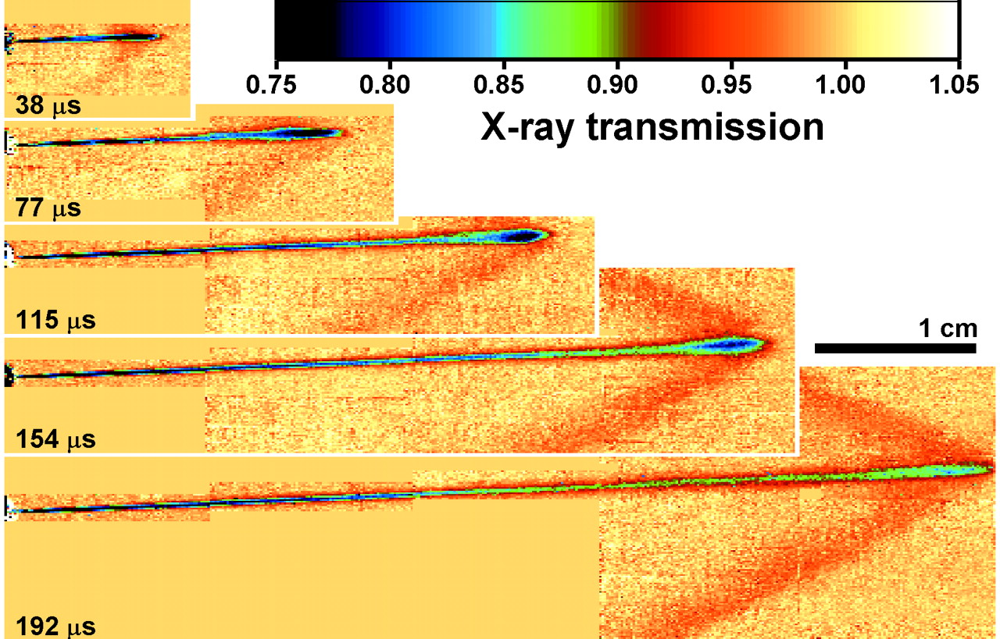 0.75 0.80 0.85 0.90 0.95 1.00 1.05
X-ray transmission
38 μs
77 μs
115 μs
1 cm
154 μs
192 μs